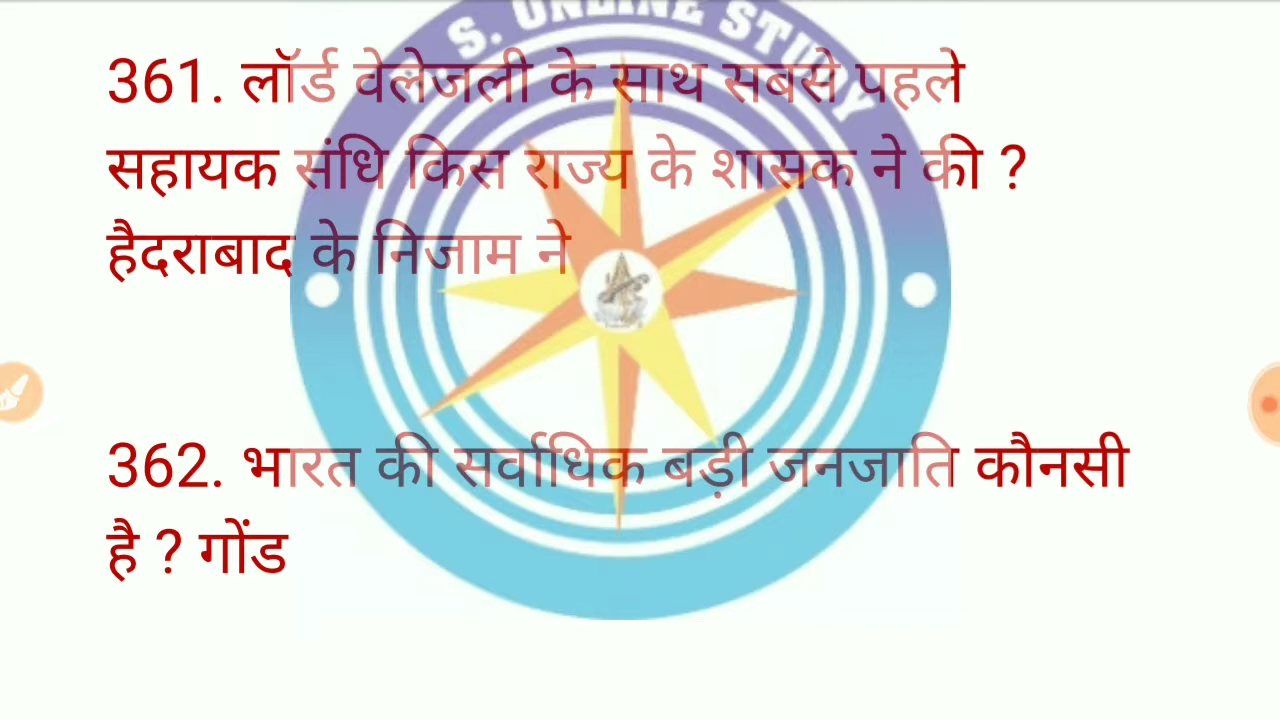 S. ONLINE STUDY
361. लॉर्ड वेलेजली के साथ सबसे पहले
सहायक संधि किस राज्य के शासक ने की ?
हैदराबाद के निजाम ने
362. भारत की सर्वाधिक बड़ी जनजाति कौनसी
है ? गोंड